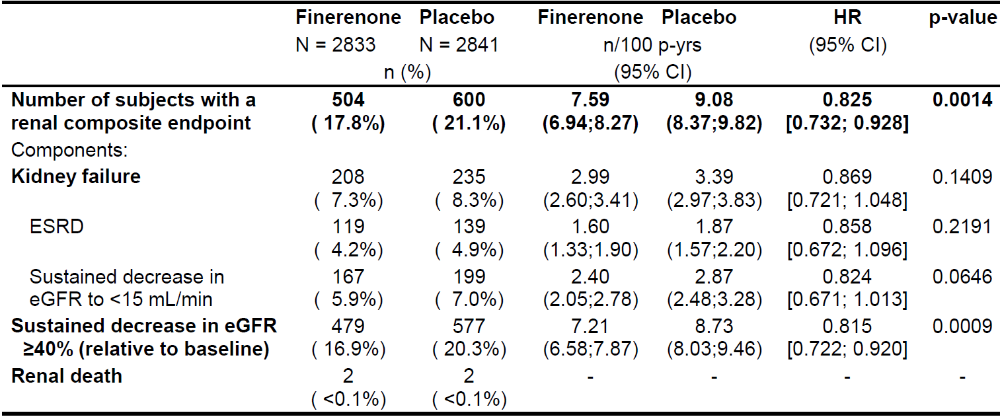 Finerenone Placebo Finerenone Placebo HR p-value
N = 2833 N = 2841 n/100 p-yrs (95% CI)
n (%) (95% CI)
Number of subjects with a 504 600 7.59 9.08 0.825 0.0014
renal composite endpoint ( 17.8%) ( 21.1%) (6.94;8.27) (8.37;9.82) [0.732; 0.928]
Components:
Kidney failure 208 235 2.99 3.39 0.869 0.1409
( 7.3%) ( 8.3%) (2.60;3.41) (2.97;3.83) [0.721; 1.048]
ESRD 119 139 1.60 1.87 0.858 0.2191
( 4.2%) ( 4.9%) (1.33;1.90) (1.57;2.20) [0.672; 1.096]
Sustained decrease in 167 199 2.40 2.87 0.824 0.0646
eGFR to <15 mL/min ( 5.9%) ( 7.0%) (2.05;2.78) (2.48;3.28) [0.671; 1.013]
Sustained decrease in eGFR 479 577 7.21 8.73 0.815 0.0009
≥40% (relative to baseline) ( 16.9%) ( 20.3%) (6.58;7.87) (8.03;9.46) [0.722; 0.920]
Renal death 2 2 - - - -
( <0.1%) ( <0.1%)